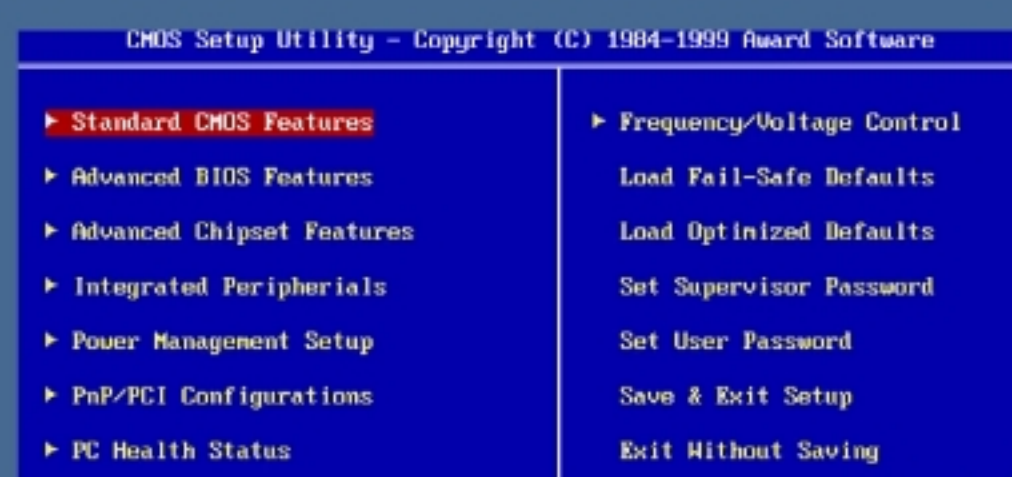 CMOS Setup Utility - Copyright (C) 1984-1999 Award Software
Standard CMOS Features
Advanced BIOS Features
Advanced Chipset Features
Integrated Peripherials
Power Management Setup
PnP/PCI Configurations
PC Health Status
Frequency/Voltage Control
Load Fail-Safe Defaults
Load Optimized Defaults
Set Supervisor Password
Set User Password
Save & Exit Setup
Exit Without Saving